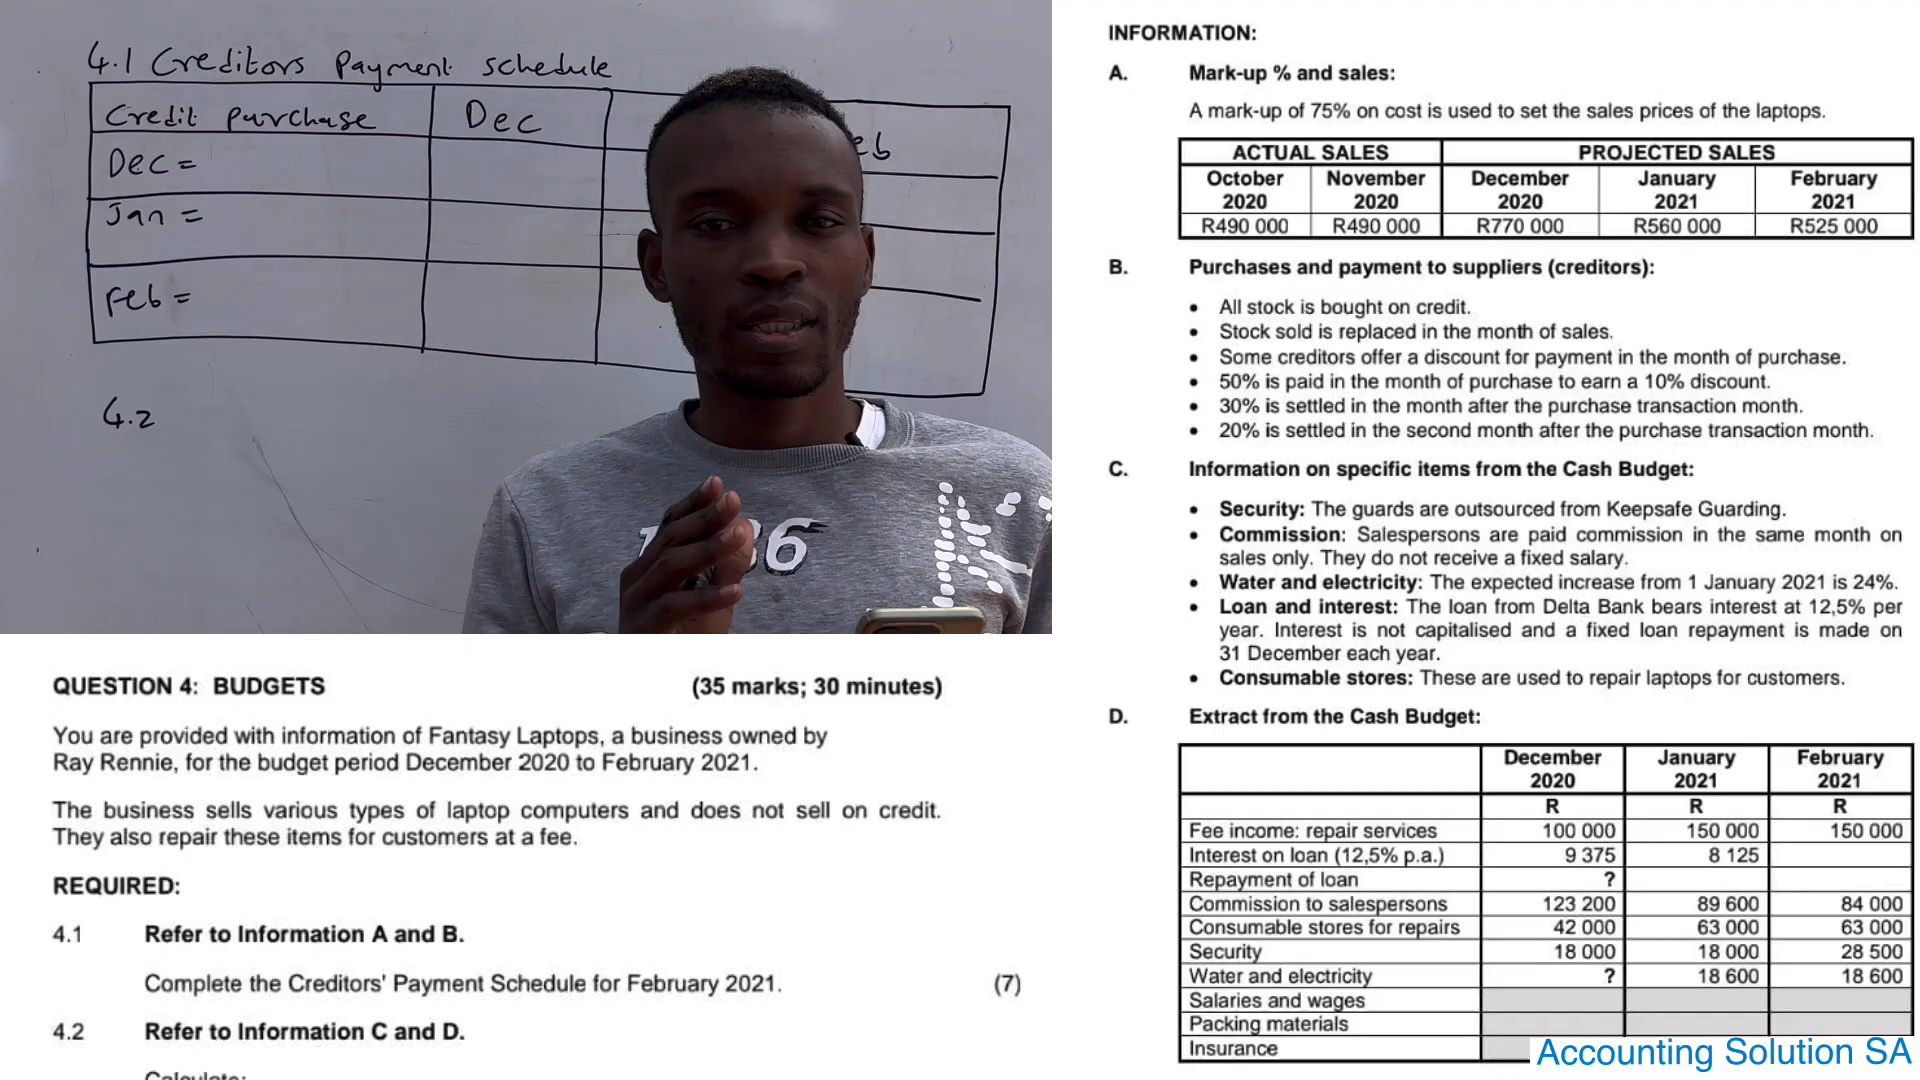 4.1 Creditors Payment schedule
Credit purchase Dec eb
Dec =
Jan =
Feb =
4.2
86
QUESTION 4: BUDGETS (35 marks; 30 minutes)
You are provided with information of Fantasy Laptops, a business owned by
Ray Rennie, for the budget period December 2020 to February 2021.
The business sells various types of laptop computers and does not sell on credit.
They also repair these items for customers at a fee.
REQUIRED:
4.1 Refer to Information A and B.
Complete the Creditors' Payment Schedule for February 2021. (7)
4.2 Refer to Information C and D.
Calculate:
INFORMATION:
A. Mark-up % and sales:
A mark-up of 75% on cost is used to set the sales prices of the laptops.
ACTUAL SALES PROJECTED SALES
October November December January February
2020 2020 2020 2021 2021
R490 000 R490 000 R770 000 R560 000 R525 000
B. Purchases and payment to suppliers (creditors):
• All stock is bought on credit.
• Stock sold is replaced in the month of sales.
• Some creditors offer a discount for payment in the month of purchase.
• 50% is paid in the month of purchase to earn a 10% discount.
• 30% is settled in the month after the purchase transaction month.
• 20% is settled in the second month after the purchase transaction month.
C. Information on specific items from the Cash Budget:
• Security: The guards are outsourced from Keepsafe Guarding.
• Commission: Salespersons are paid commission in the same month on
sales only. They do not receive a fixed salary.
• Water and electricity: The expected increase from 1 January 2021 is 24%.
• Loan and interest: The loan from Delta Bank bears interest at 12,5% per
year. Interest is not capitalised and a fixed loan repayment is made on
31 December each year.
• Consumable stores: These are used to repair laptops for customers.
D. Extract from the Cash Budget:
December January February
2020 2021 2021
R R R
Fee income: repair services 100 000 150 000 150 000
Interest on loan (12,5% p.a.) 9 375 8 125
Repayment of loan ?
Commission to salespersons 123 200 89 600 84 000
Consumable stores for repairs 42 000 63 000 63 000
Security 18 000 18 000 28 500
Water and electricity ? 18 600 18 600
Salaries and wages
Packing materials
Insurance
Accounting Solution SA